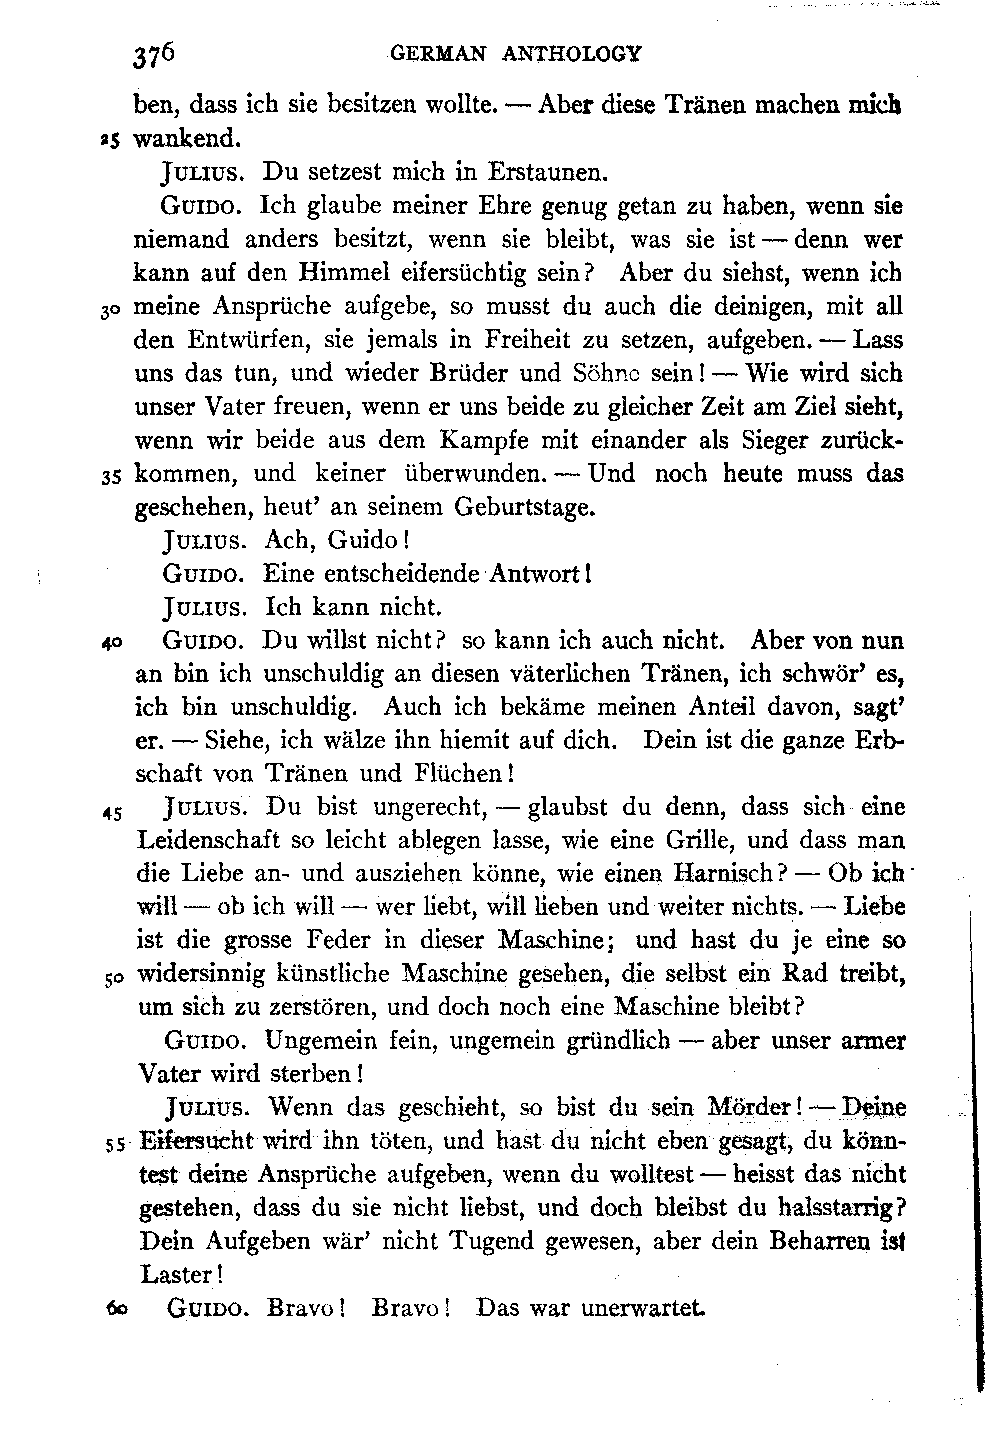 376 GERMAN ANTHOLOGY
ben, dass ich sie besitzen wollte. — Aber diese Tränen machen mich
25 wankend.
JULIUS. Du setzest mich in Erstaunen.
GUIDO. Ich glaube meiner Ehre genug getan zu haben, wenn sie
niemand anders besitzt, wenn sie bleibt, was sie ist — denn wer
kann auf den Himmel eifersüchtig sein? Aber du siehst, wenn ich
30 meine Ansprüche aufgebe, so musst du auch die deinigen, mit all
den Entwürfen, sie jemals in Freiheit zu setzen, aufgeben. — Lass
uns das tun, und wieder Brüder und Söhne sein! — Wie wird sich
unser Vater freuen, wenn er uns beide zu gleicher Zeit am Ziel sieht,
wenn wir beide aus dem Kampfe mit einander als Sieger zurück-
35 kommen, und keiner überwunden. — Und noch heute muss das
geschehen, heut' an seinem Geburtstage.
JULIUS. Ach, Guido!
GUIDO. Eine entscheidende Antwort!
JULIUS. Ich kann nicht.
40 GUIDO. Du willst nicht? so kann ich auch nicht. Aber von nun
an bin ich unschuldig an diesen väterlichen Tränen, ich schwör' es,
ich bin unschuldig. Auch ich bekäme meinen Anteil davon, sagt'
er. — Siehe, ich wälze ihn hiemit auf dich. Dein ist die ganze Erb-
schaft von Tränen und Flüchen!
45 JULIUS. Du bist ungerecht, — glaubst du denn, dass sich eine
Leidenschaft so leicht ablegen lasse, wie eine Grille, und dass man
die Liebe an- und ausziehen könne, wie einen Harnisch? — Ob ich
will — ob ich will — wer liebt, will lieben und weiter nichts. — Liebe
ist die grosse Feder in dieser Maschine; und hast du je eine so
50 widersinnig künstliche Maschine gesehen, die selbst ein Rad treibt,
um sich zu zerstören, und doch noch eine Maschine bleibt?
GUIDO. Ungemein fein, ungemein gründlich — aber unser armer
Vater wird sterben!
JULIUS. Wenn das geschieht, so bist du sein Mörder! — Deine
55 Eifersucht wird ihn töten, und hast du nicht eben gesagt, du könn-
test deine Ansprüche aufgeben, wenn du wolltest — heisst das nicht
gestehen, dass du sie nicht liebst, und doch bleibst du halsstarrig?
Dein Aufgeben wär' nicht Tugend gewesen, aber dein Beharren ist
Laster!
60 GUIDO. Bravo! Bravo! Das war unerwartet.